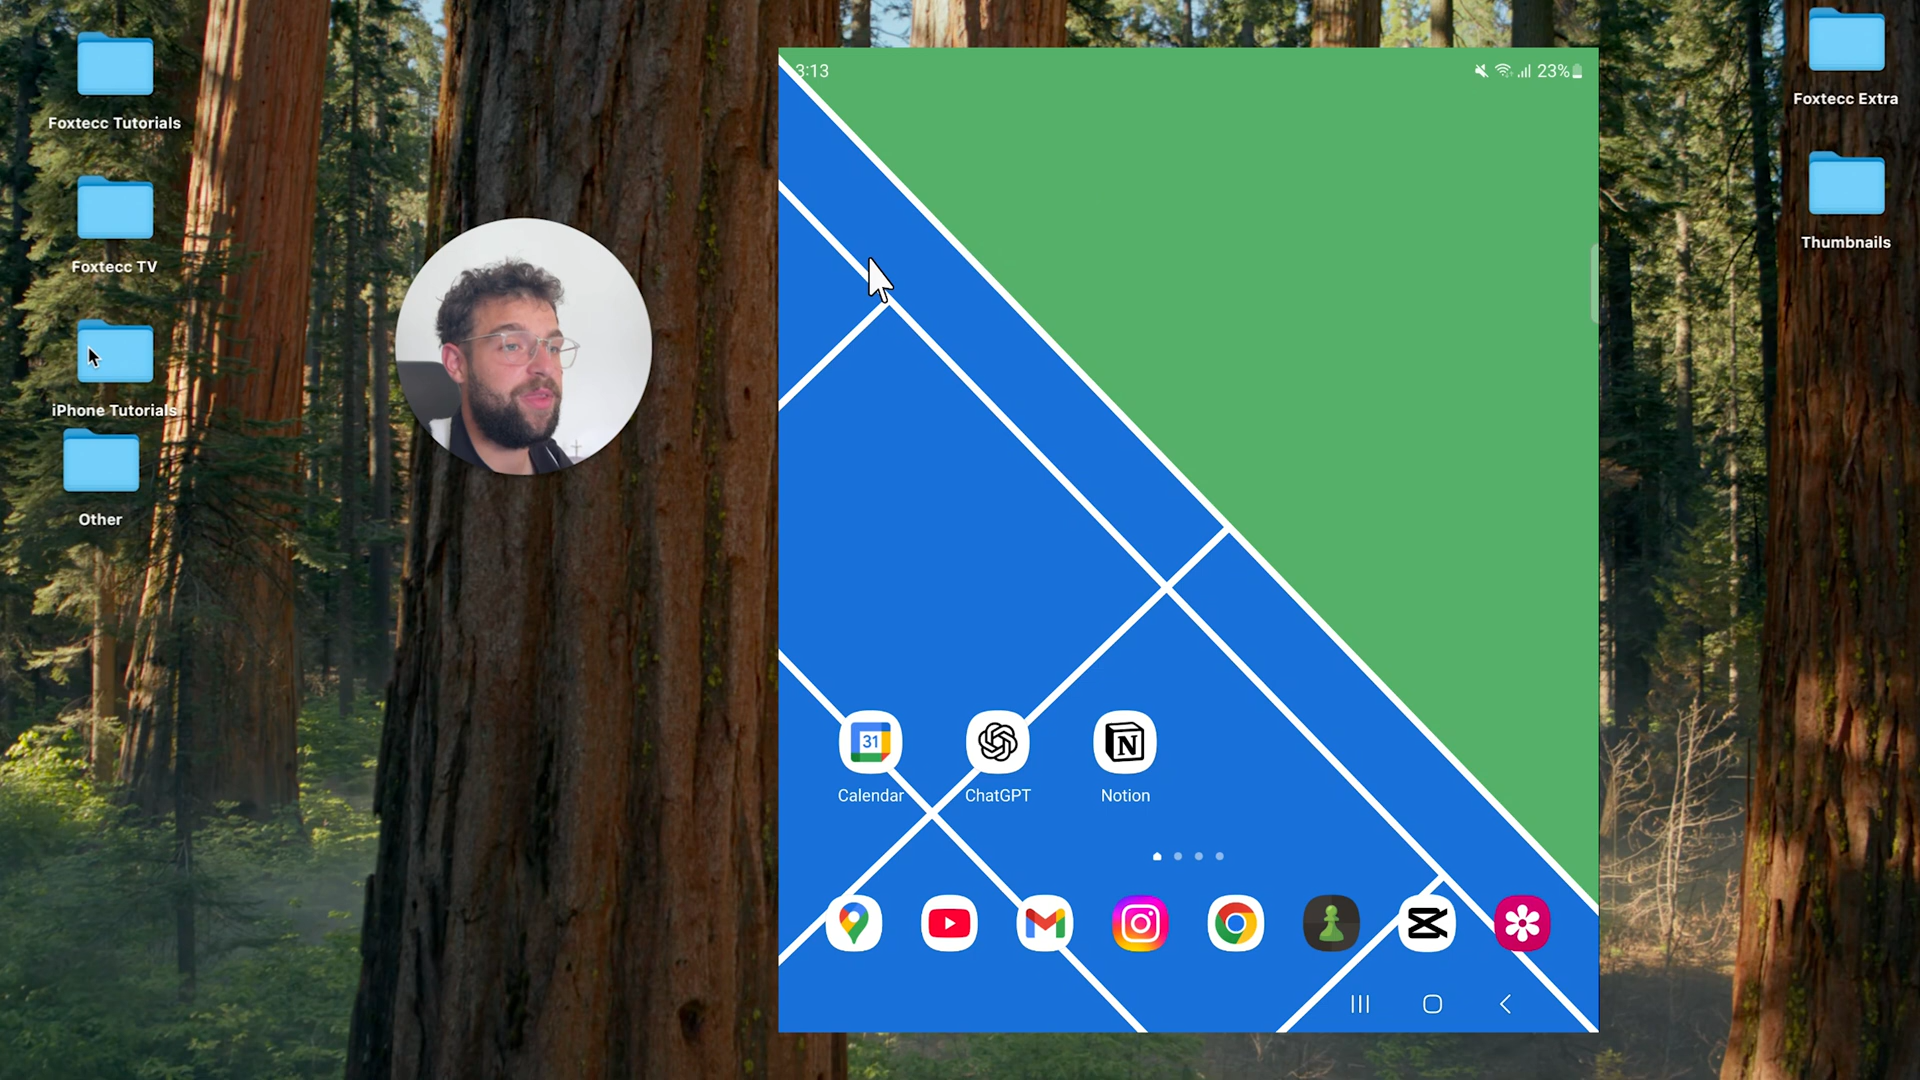 Foxtecc Tutorials
Foxtecc TV
iPhone Tutorials
Other
3:13
23%
31
Calendar
ChatGPT
N
Notion
Foxtecc Extra
Thumbnails